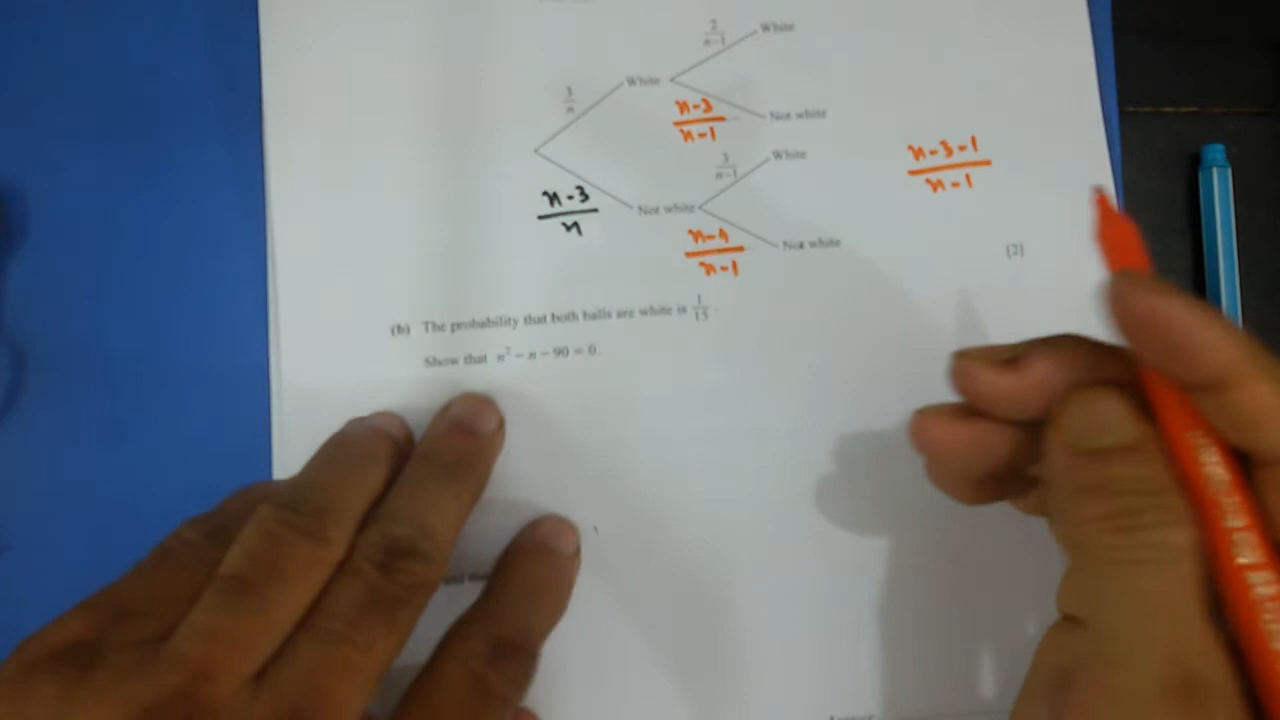 2/(n-1) White
3/n White
n-3/n-1 Not white
3/(n-1) White
n-3-1/n-1
n-3/n Not white
n-4/n-1 Not white
[2]
(b) The probability that both balls are white is 1/15 .
Show that n² − n − 90 = 0.